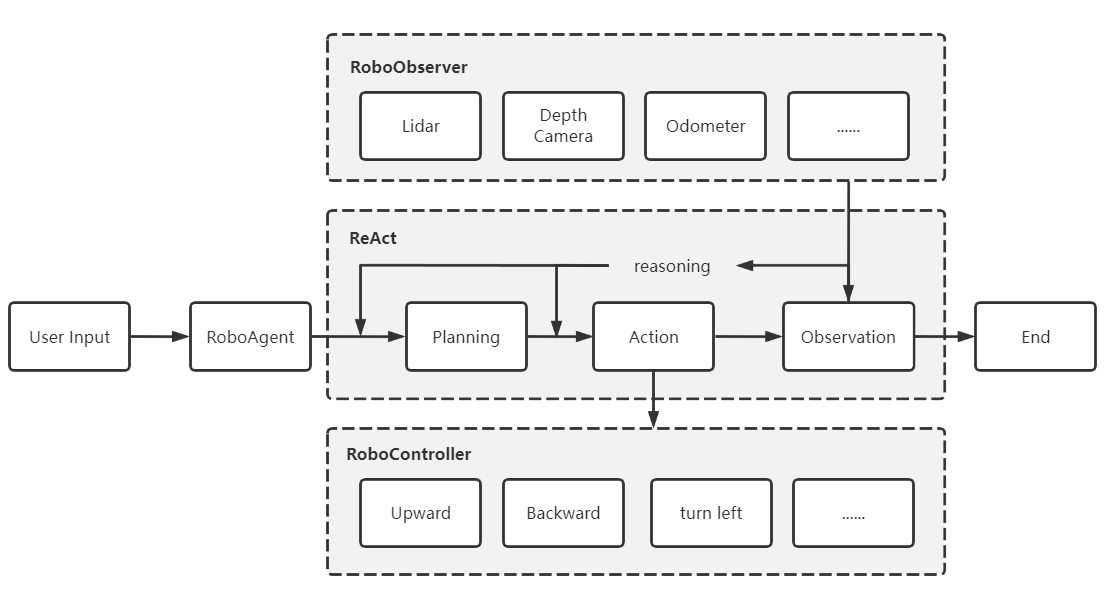 RoboObserver
Lidar
Depth
Camera
Odometer
......
ReAct
reasoning
User Input
RoboAgent
Planning
Action
Observation
End
RoboController
Upward
Backward
turn left
......